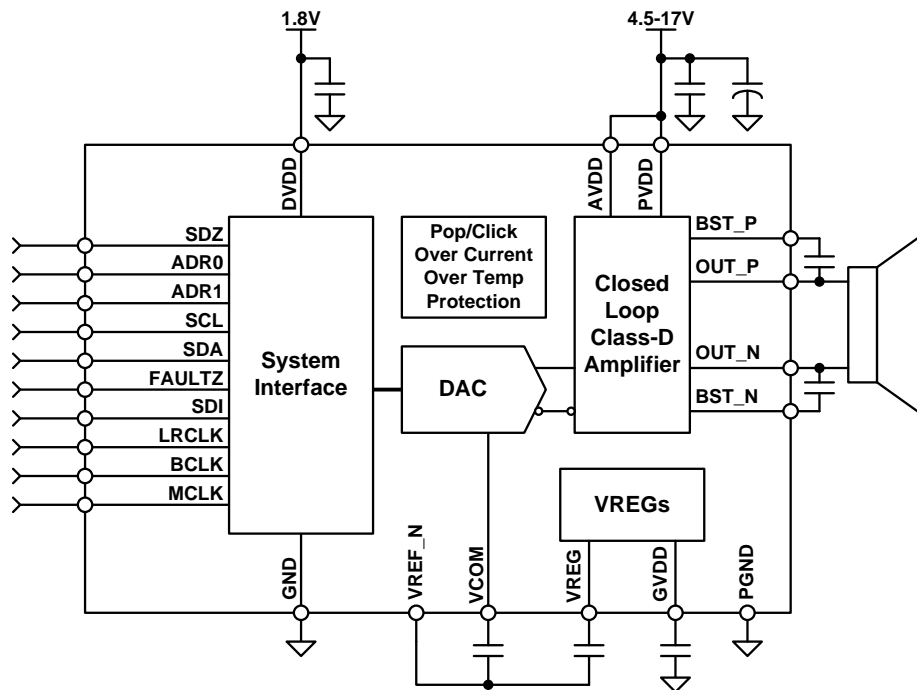 1.8V
4.5-17V
DVDD
AVDD
PVDD
SDZ
ADR0
ADR1
SCL
SDA
FAULTZ
SDI
LRCLK
BCLK
MCLK
System
Interface
Pop/Click
Over Current
Over Temp
Protection
DAC
Closed
Loop
Class-D
Amplifier
BST_P
OUT_P
OUT_N
BST_N
VREGs
GND
VREF_N
VCOM
VREG
GVDD
PGND